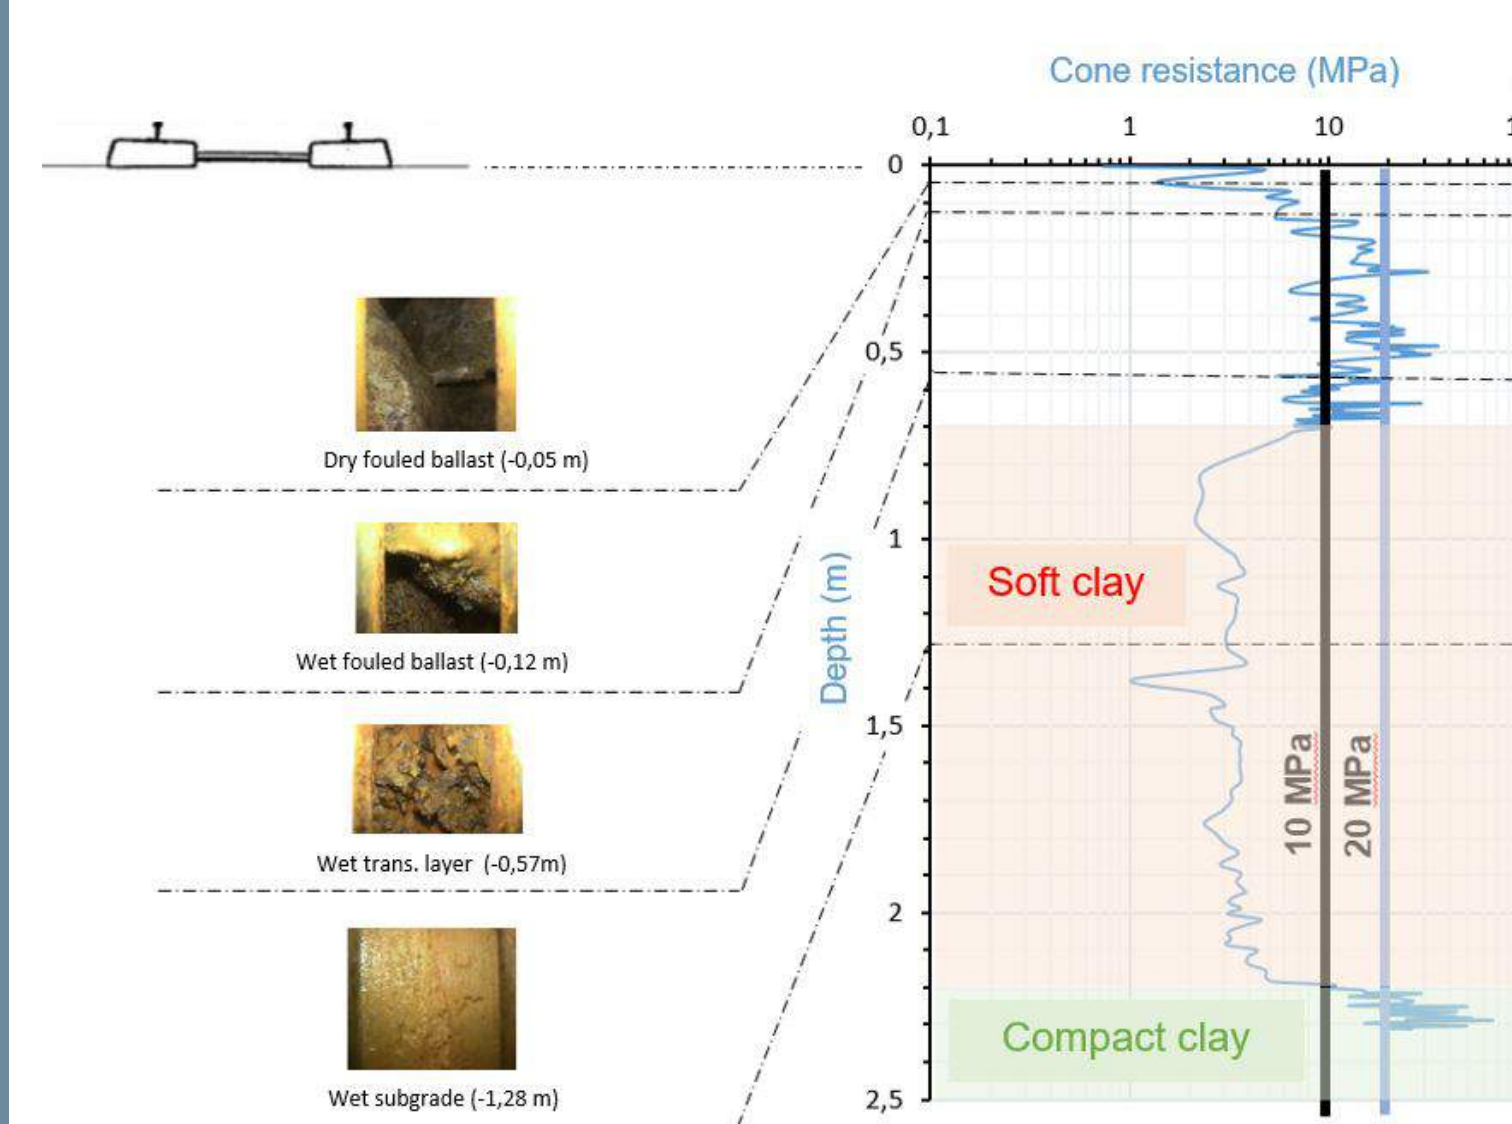 Cone resistance (MPa)
0,1
1
10
1
0
0,5
1
1,5
2
2,5
Depth (m)
Dry fouled ballast (-0,05 m)
Wet fouled ballast (-0,12 m)
Wet trans. layer (-0,57m)
Wet subgrade (-1,28 m)
Soft clay
10 MPa
20 MPa
Compact clay